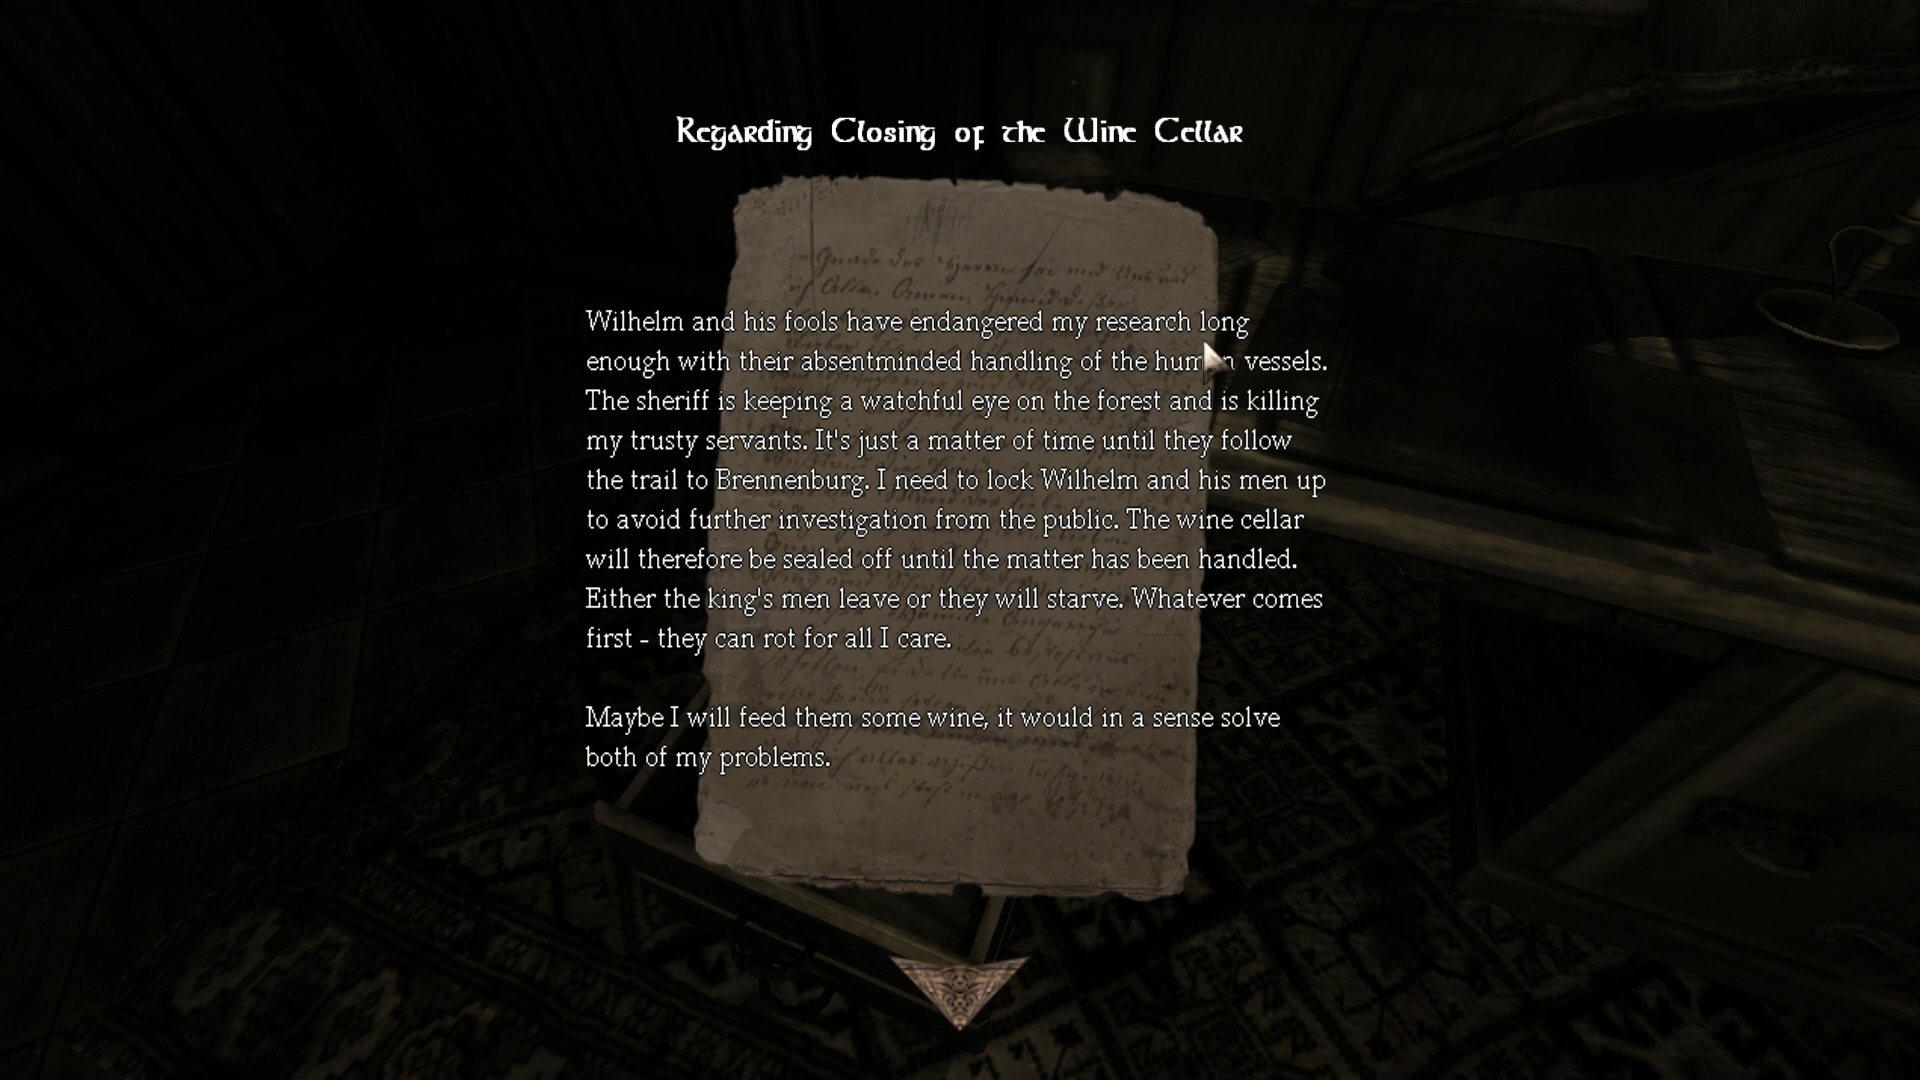 Regarding Closing of the Wine Cellar
Wilhelm and his fools have endangered my research long
enough with their absentminded handling of the human vessels.
The sheriff is keeping a watchful eye on the forest and is killing
my trusty servants. It's just a matter of time until they follow
the trail to Brennenburg. I need to lock Wilhelm and his men up
to avoid further investigation from the public. The wine cellar
will therefore be sealed off until the matter has been handled.
Either the king's men leave or they will starve. Whatever comes
first - they can rot for all I care.
Maybe I will feed them some wine, it would in a sense solve
both of my problems.